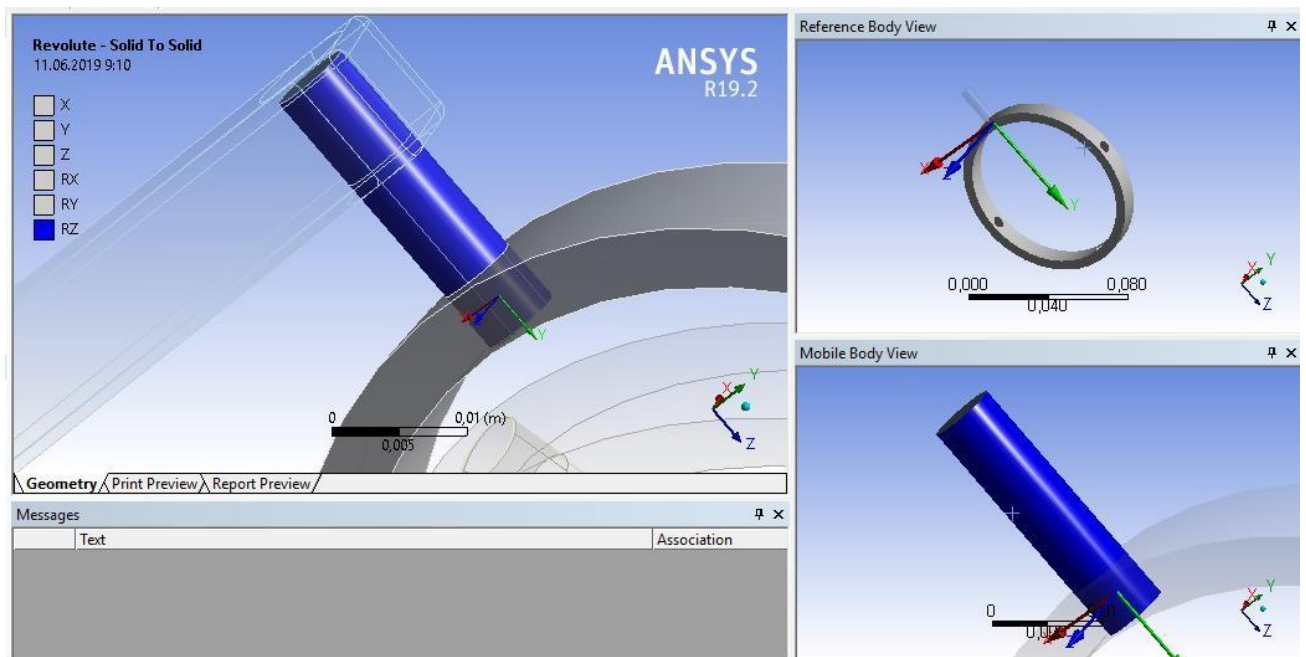 Revolute - Solid To Solid
11.06.2019 9:10
X
Y
Z
RX
RY
RZ
ANSYS
R19.2
X
Z
Y
0
0,01 (m)
0,005
X
Y
Z
Geometry
Print Preview
Report Preview
Messages
Text
Association
Reference Body View
X
Z
Y
0,000
0,080
0,040
X
Y
Z
Mobile Body View
0
X
Y
Z